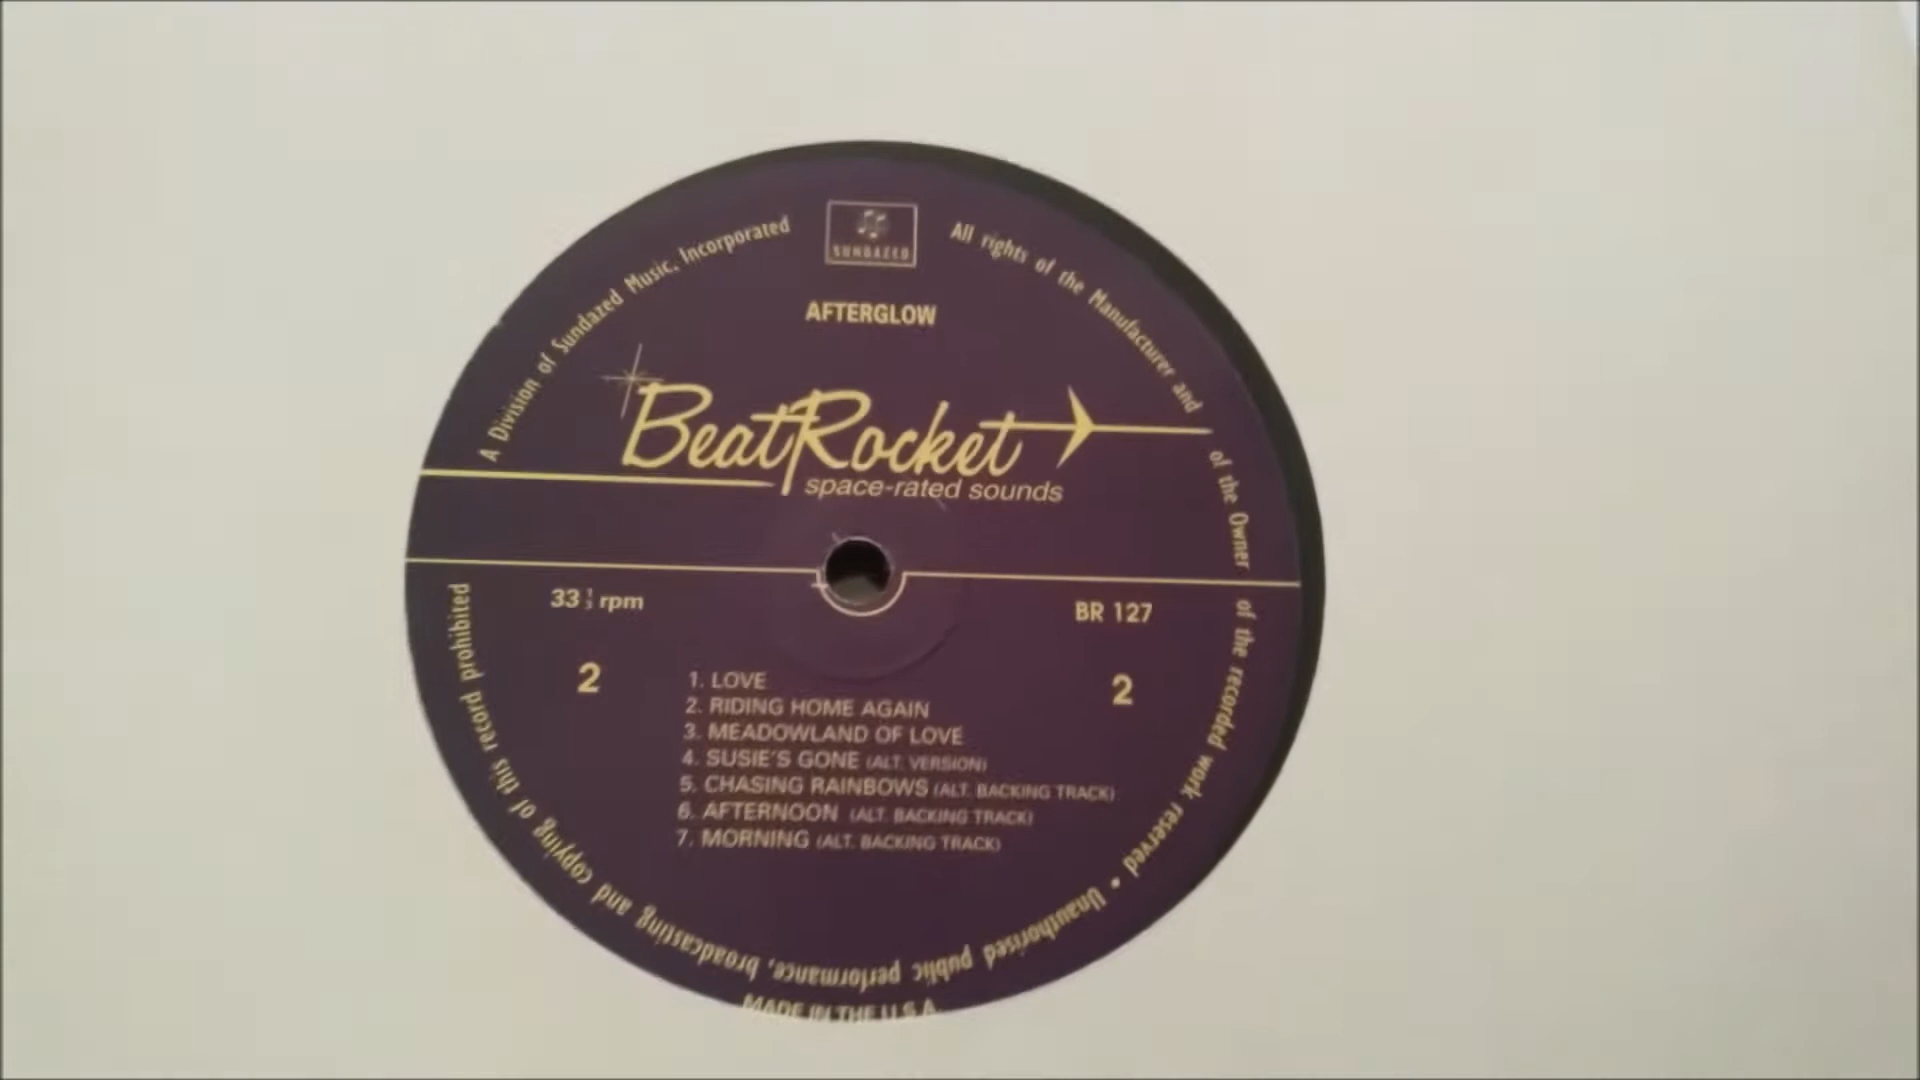 SUNDAZED
A Division of Sundazed Music, Incorporated
All rights of the Manufacturer and of the Owner of the recorded work reserved • Unauthorised public performance, broadcasting and copying of this record prohibited
AFTERGLOW
BeatRocket
space-rated sounds
33 1/3 rpm
BR 127
2
2
1. LOVE
2. RIDING HOME AGAIN
3. MEADOWLAND OF LOVE
4. SUSIE'S GONE (ALT. VERSION)
5. CHASING RAINBOWS (ALT. BACKING TRACK)
6. AFTERNOON (ALT. BACKING TRACK)
7. MORNING (ALT. BACKING TRACK)
MADE IN THE U.S.A.